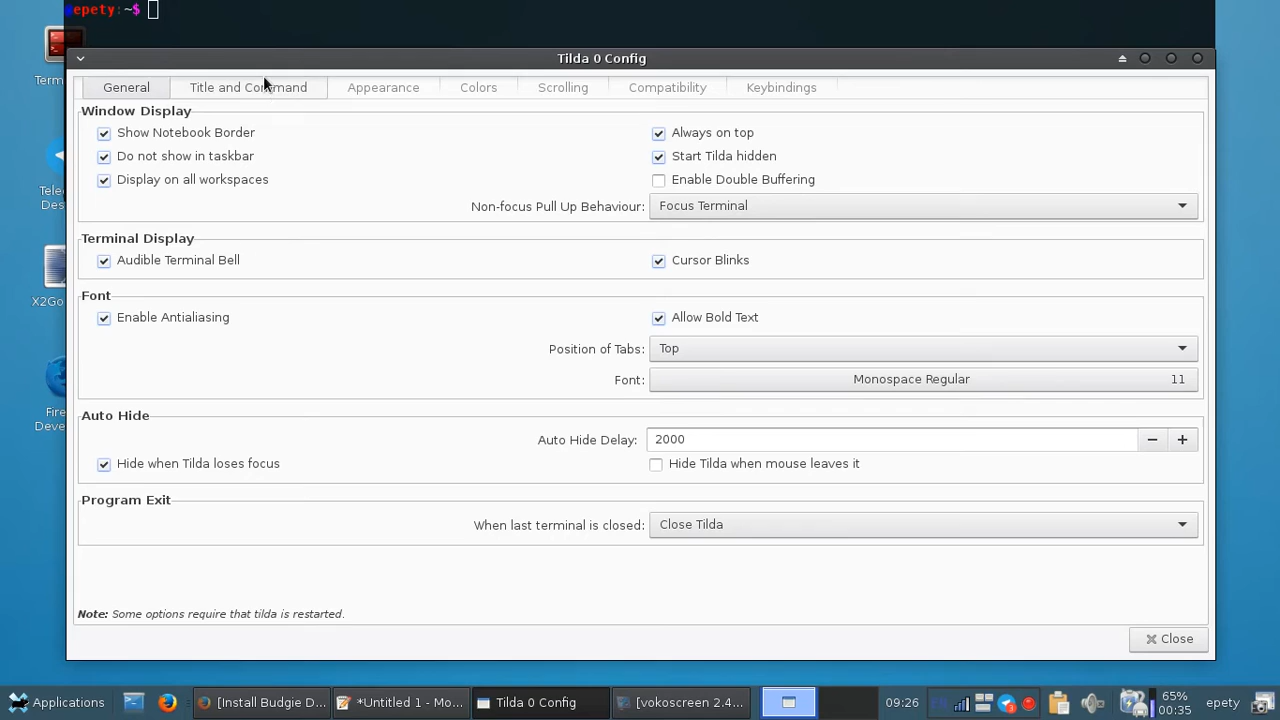 epety:~$
Tilda 0 Config
General Title and Command Appearance Colors Scrolling Compatibility Keybindings
Window Display
Show Notebook Border Always on top
Do not show in taskbar Start Tilda hidden
Display on all workspaces Enable Double Buffering
Non-focus Pull Up Behaviour: Focus Terminal
Terminal Display
Audible Terminal Bell Cursor Blinks
Font
Enable Antialiasing Allow Bold Text
Position of Tabs: Top
Font: Monospace Regular 11
Auto Hide
Auto Hide Delay: 2000
Hide when Tilda loses focus Hide Tilda when mouse leaves it
Program Exit
When last terminal is closed: Close Tilda
Note: Some options require that tilda is restarted.
Close
Term
Tele
Des
X2Go
Fire
Deve
Applications [Install Budgie D... *Untitled 1 - Mo... Tilda 0 Config [vokoscreen 2.4... 09:26 65% epety
00:35